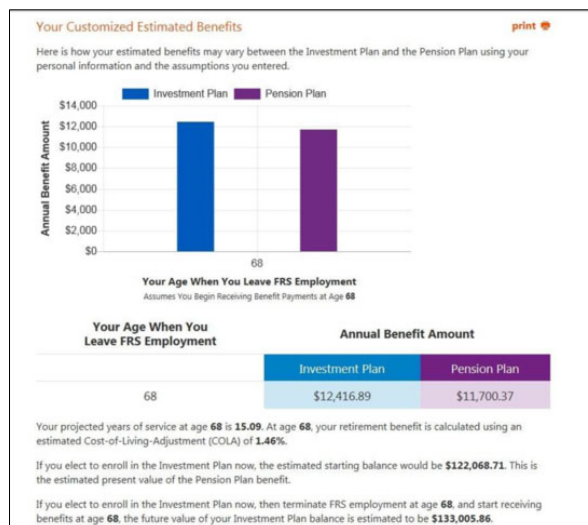 Your Customized Estimated Benefits
print
Here is how your estimated benefits may vary between the Investment Plan and the Pension Plan using your
personal information and the assumptions you entered.
Investment Plan Pension Plan
$14,000
$12,000
$10,000
$8,000
$6,000
$4,000
$2,000
$0
Annual Benefit Amount
68
Your Age When You Leave FRS Employment
Assumes You Begin Receiving Benefit Payments at Age 68
Your Age When You
Leave FRS Employment
Annual Benefit Amount
Investment Plan Pension Plan
68 $12,416.89 $11,700.37
Your projected years of service at age 68 is 15.09. At age 68, your retirement benefit is calculated using an
estimated Cost-of-Living-Adjustment (COLA) of 1.46%.
If you elect to enroll in the Investment Plan now, the estimated starting balance would be $122,068.71. This is
the estimated present value of the Pension Plan benefit.
If you elect to enroll in the Investment Plan now, then terminate FRS employment at age 68, and start receiving
benefits at age 68, the future value of your Investment Plan balance is estimated to be $133,005.86.